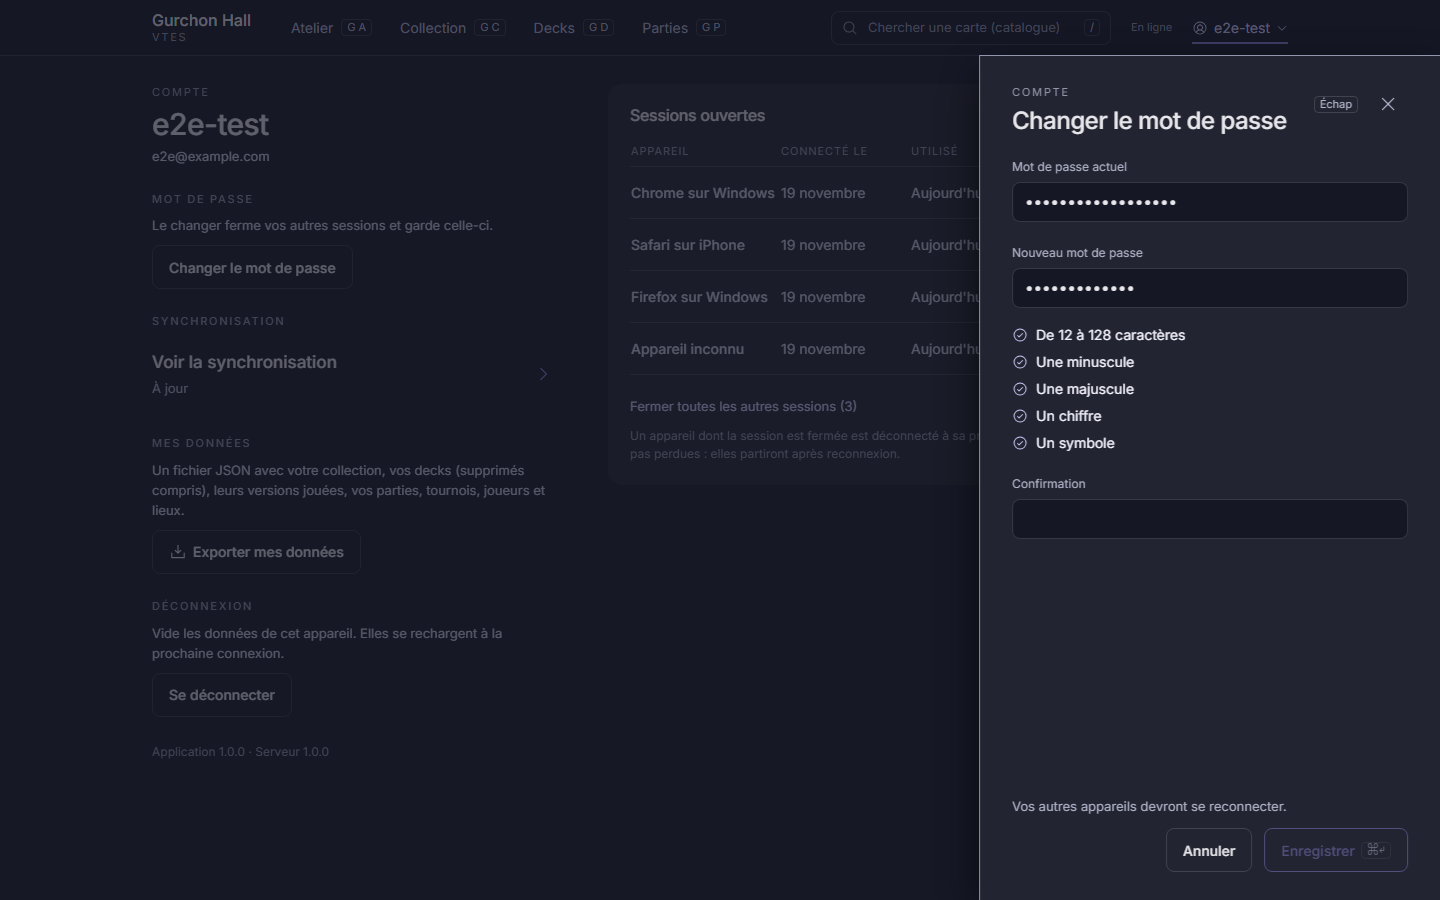 Gurchon Hall
VTES
Atelier G A Collection G C Decks G D Parties G P Chercher une carte (catalogue) / En ligne e2e-test
COMPTE
e2e-test
e2e@example.com
MOT DE PASSE
Le changer ferme vos autres sessions et garde celle-ci.
Changer le mot de passe
SYNCHRONISATION
Voir la synchronisation
À jour
MES DONNÉES
Un fichier JSON avec votre collection, vos decks (supprimés
compris), leurs versions jouées, vos parties, tournois, joueurs et
lieux.
Exporter mes données
DÉCONNEXION
Vide les données de cet appareil. Elles se rechargent à la
prochaine connexion.
Se déconnecter
Application 1.0.0 · Serveur 1.0.0
Sessions ouvertes
APPAREIL CONNECTÉ LE UTILISÉ
Chrome sur Windows 19 novembre Aujourd'hu
Safari sur iPhone 19 novembre Aujourd'hu
Firefox sur Windows 19 novembre Aujourd'hu
Appareil inconnu 19 novembre Aujourd'hu
Fermer toutes les autres sessions (3)
Un appareil dont la session est fermée est déconnecté à sa pr
pas perdues : elles partiront après reconnexion.
COMPTE
Changer le mot de passe
Échap
Mot de passe actuel
••••••••••••••••••
Nouveau mot de passe
•••••••••••••
De 12 à 128 caractères
Une minuscule
Une majuscule
Un chiffre
Un symbole
Confirmation
Vos autres appareils devront se reconnecter.
Annuler
Enregistrer ⌘↵